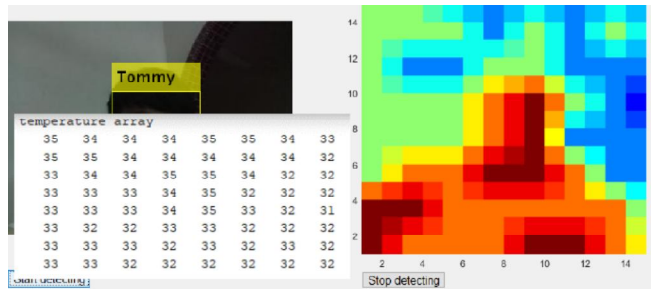 Tommy
temperature array
35 34 34 34 35 35 34 33
35 35 34 34 34 34 34 32
33 34 34 35 35 34 32 32
33 33 33 34 35 32 32 32
33 33 33 34 35 33 32 31
33 32 32 33 33 32 32 32
33 33 33 32 33 32 33 32
33 33 32 32 32 32 32 32
Start detecting
14
12
10
8
6
4
2
2 4 6 8 10 12 14
Stop detecting